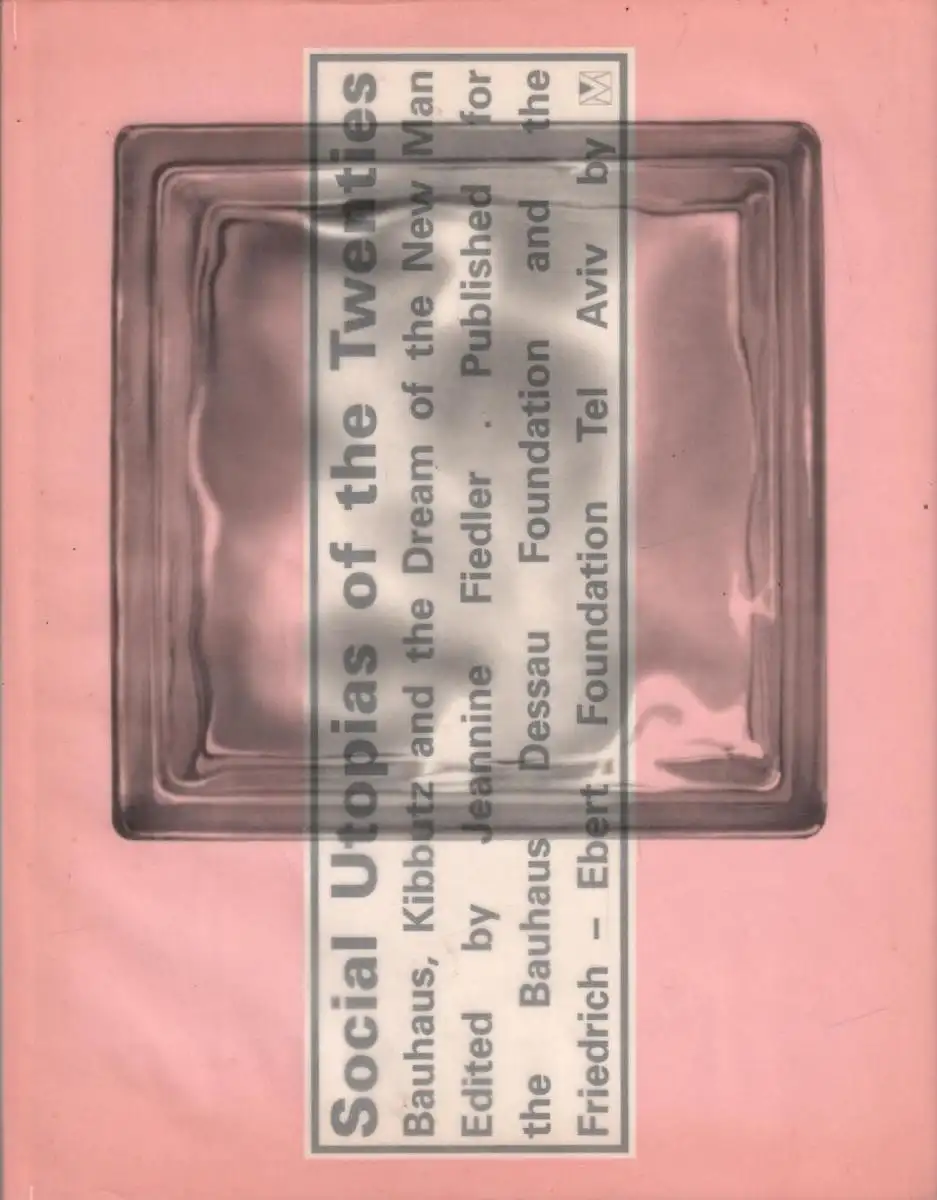 Social Utopias of the Twenties
Bauhaus, Kibbutz and the Dream of the New Man
Edited by Jeannine Fiedler . Published for
the Bauhaus Dessau Foundation and the
Friedrich – Ebert Foundation Tel Aviv by